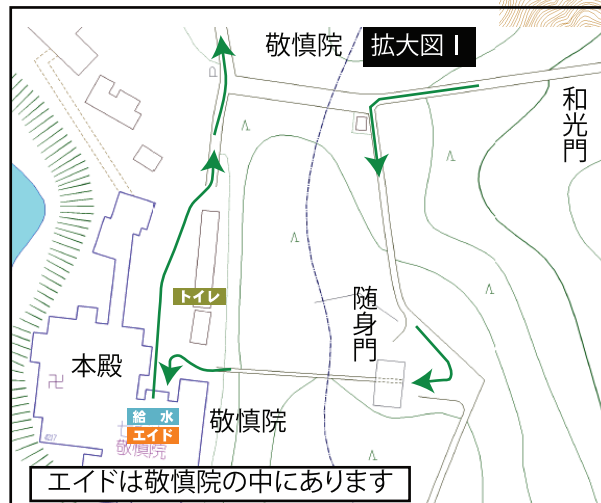 敬慎院
拡大図 I
和光門
トイレ
随身門
本殿
卍
給 水
エイド
敬慎院
敬慎院
エイドは敬慎院の中にあります